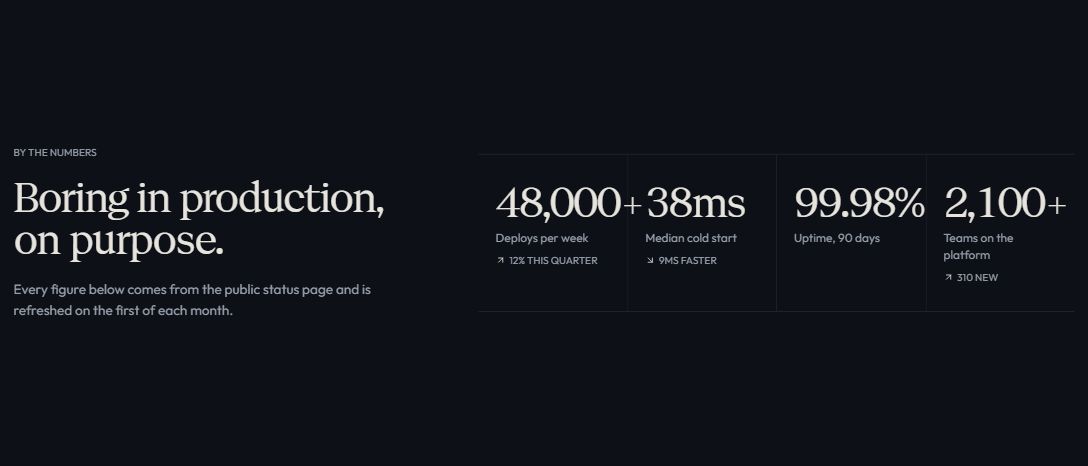 BY THE NUMBERS
Boring in production,
on purpose.
Every figure below comes from the public status page and is
refreshed on the first of each month.
48,000+
Deploys per week
↗ 12% THIS QUARTER
38ms
Median cold start
↘ 9MS FASTER
99.98%
Uptime, 90 days
2,100+
Teams on the
platform
↗ 310 NEW